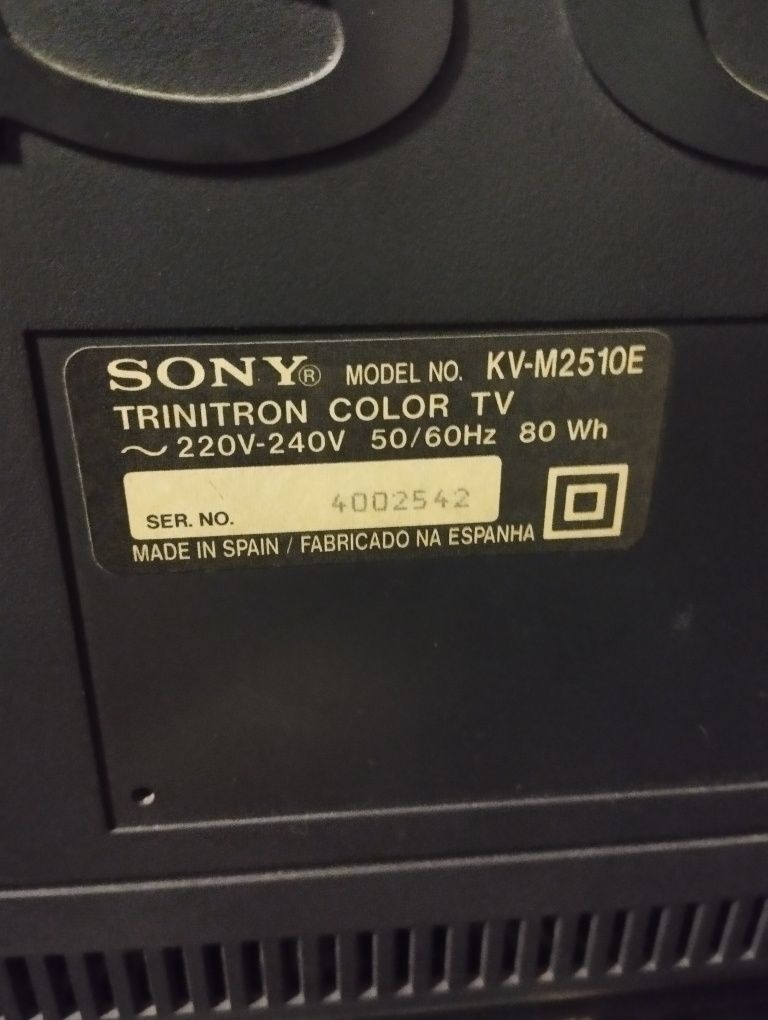 SONY® MODEL NO. KV-M2510E
TRINITRON COLOR TV
~ 220V-240V 50/60Hz 80 Wh
SER. NO. 4002542
MADE IN SPAIN / FABRICADO NA ESPANHA